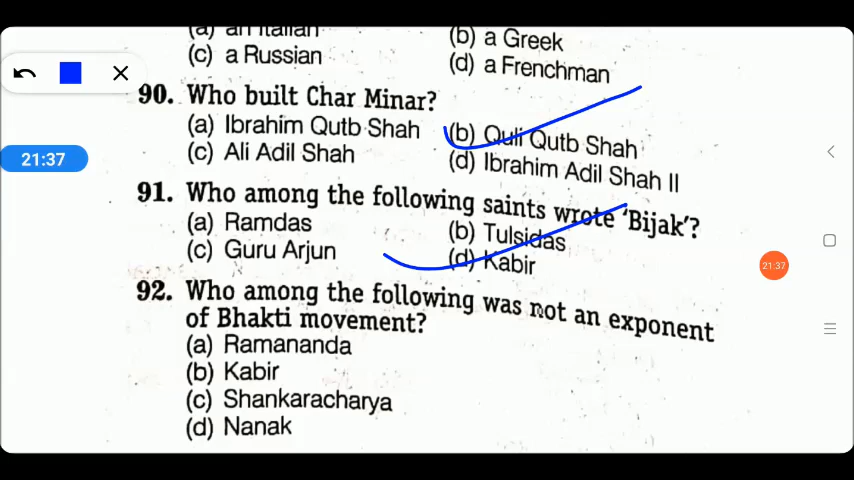 (a) an Italian (b) a Greek
(c) a Russian (d) a Frenchman
90. Who built Char Minar?
(a) Ibrahim Qutb Shah (b) Quli Qutb Shah
(c) Ali Adil Shah (d) Ibrahim Adil Shah II
21:37
91. Who among the following saints wrote 'Bijak'?
(a) Ramdas (b) Tulsidas
(c) Guru Arjun (d) Kabir
21:37
92. Who among the following was not an exponent
of Bhakti movement?
(a) Ramananda
(b) Kabir
(c) Shankaracharya
(d) Nanak